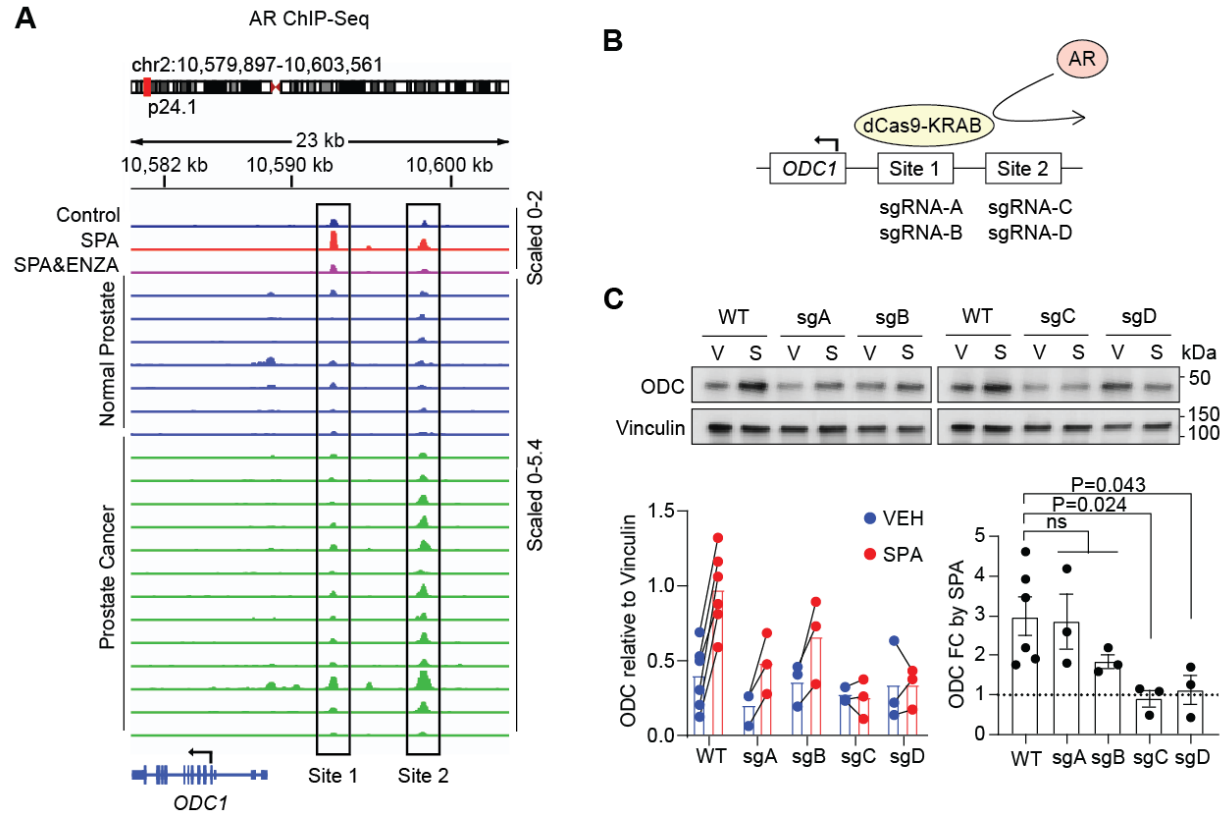 A
AR ChIP-Seq
chr2:10,579,897-10,603,561
p24.1
23 kb
10,582 kb 10,590 kb 10,600 kb
Control
SPA
SPA&ENZA
Normal Prostate
Prostate Cancer
Scaled 0-2
Scaled 0-5.4
Site 1 Site 2
ODC1
B
AR
dCas9-KRAB
ODC1 Site 1 Site 2
sgRNA-A sgRNA-C
sgRNA-B sgRNA-D
C
WT sgA sgB WT sgC sgD
V S V S V S V S V S V S kDa
ODC 50
Vinculin 150
100
ODC relative to Vinculin
1.5
1.0
0.5
0.0
VEH
SPA
WT sgA sgB sgC sgD
ODC FC by SPA
P=0.043
P=0.024
ns
5
4
3
2
1
0
WT sgA sgB sgC sgD